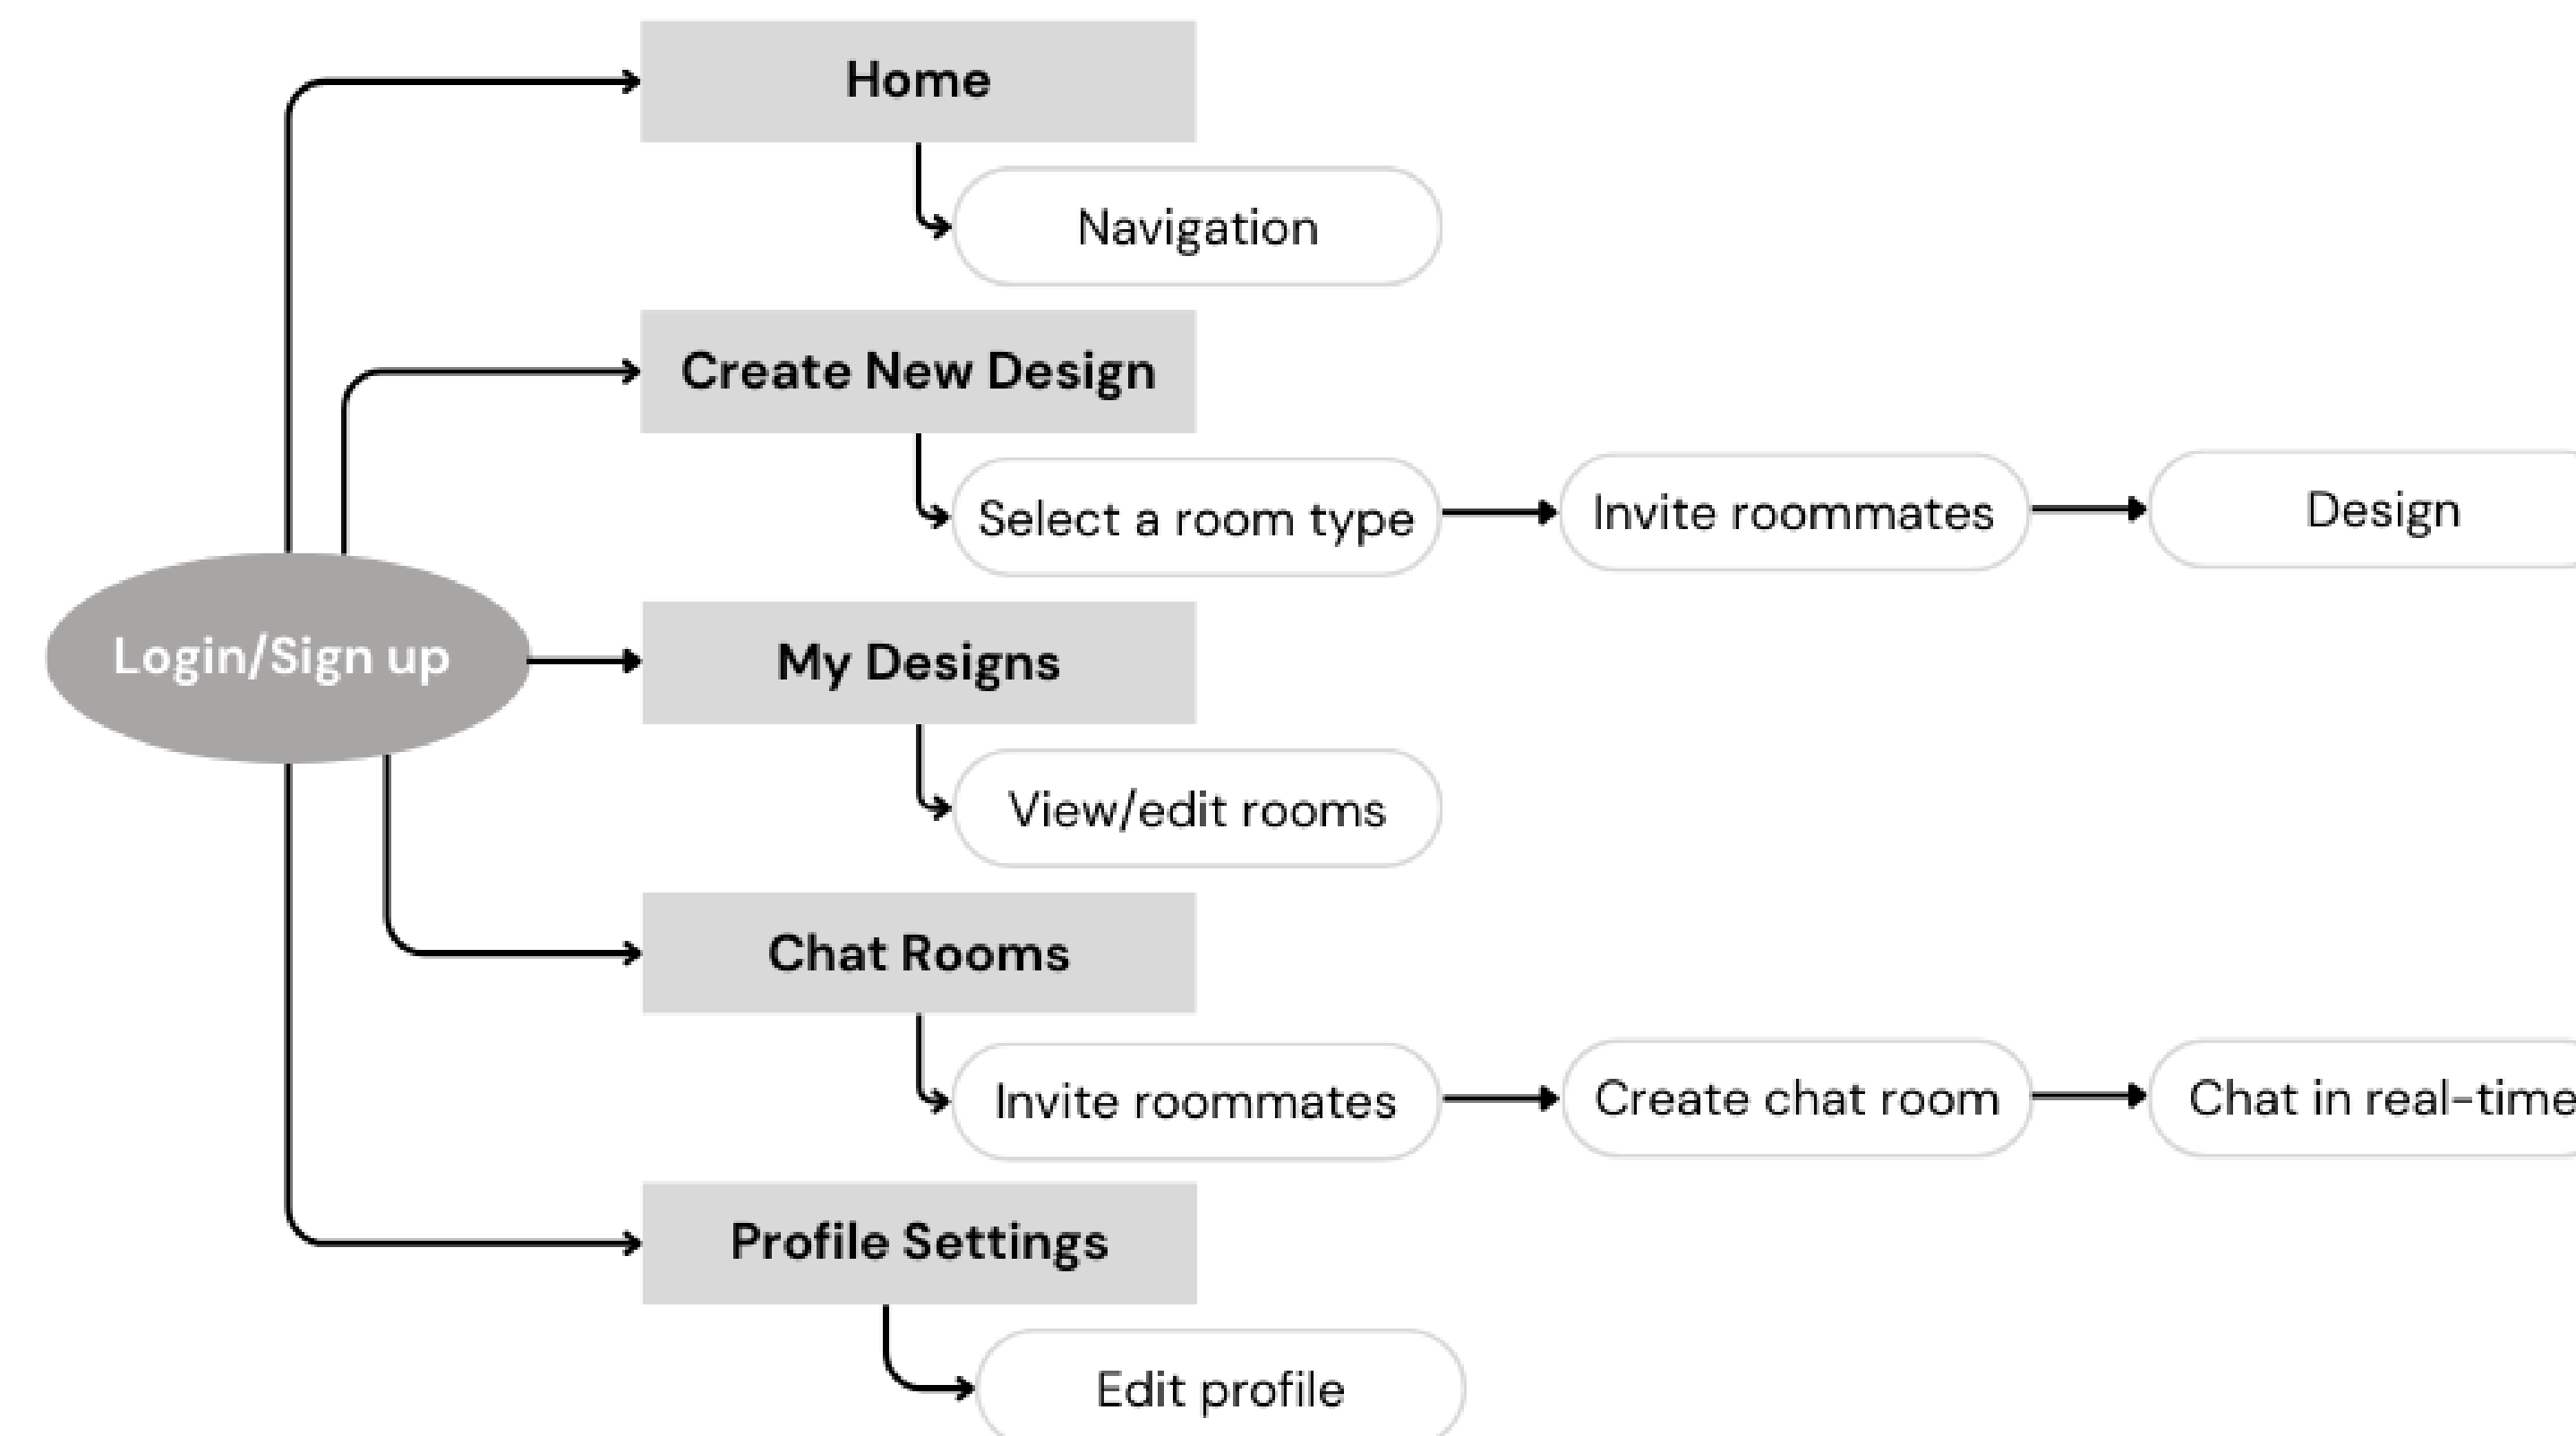 Home
Navigation
Create New Design
Select a room type
Invite roommates
Design
Login/Sign up
My Designs
View/edit rooms
Chat Rooms
Invite roommates
Create chat room
Chat in real-time
Profile Settings
Edit profile